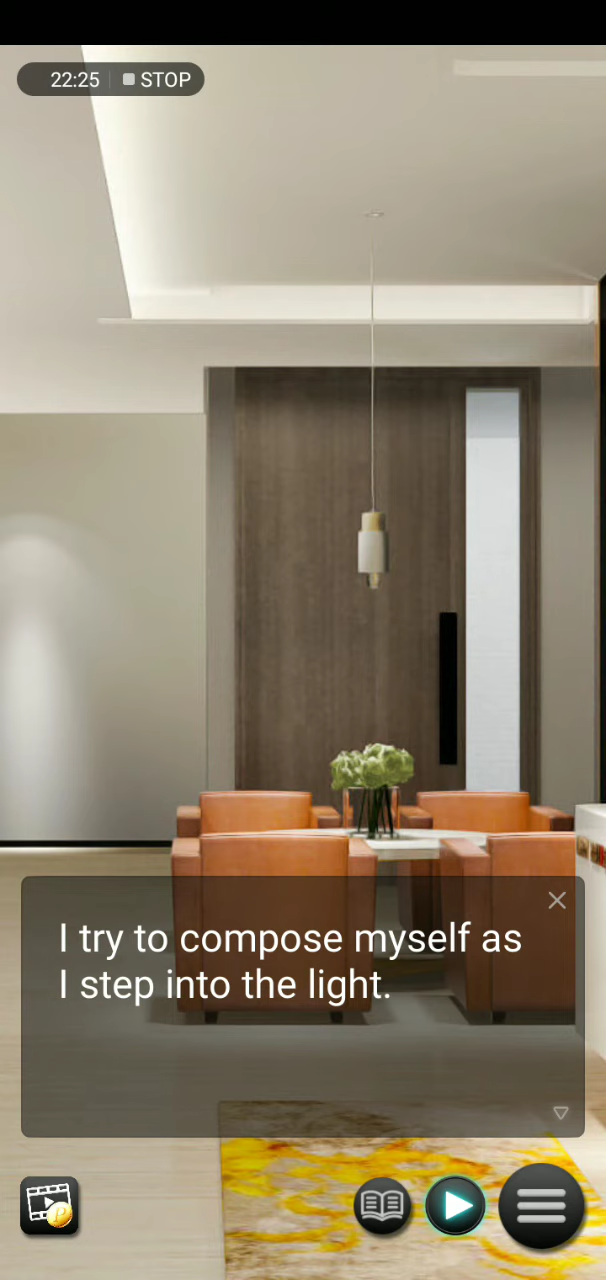 22:25 STOP
I try to compose myself as
I step into the light.
P